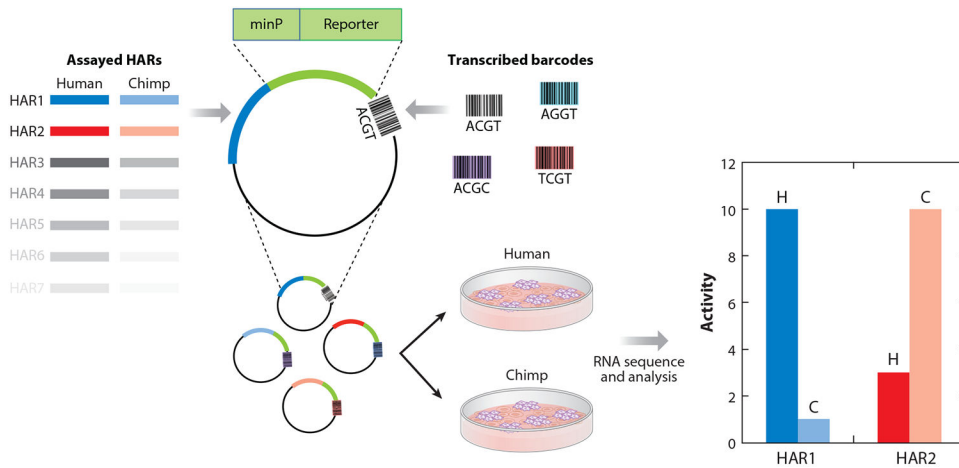 minP Reporter
Assayed HARs
Human Chimp
HAR1
HAR2
HAR3
HAR4
HAR5
HAR6
HAR7
ACGT
Transcribed barcodes
ACGT
AGGT
ACGC
TCGT
Human
Chimp
RNA sequence
and analysis
Activity
12
10
8
6
4
2
0
H
C
H
C
HAR1 HAR2